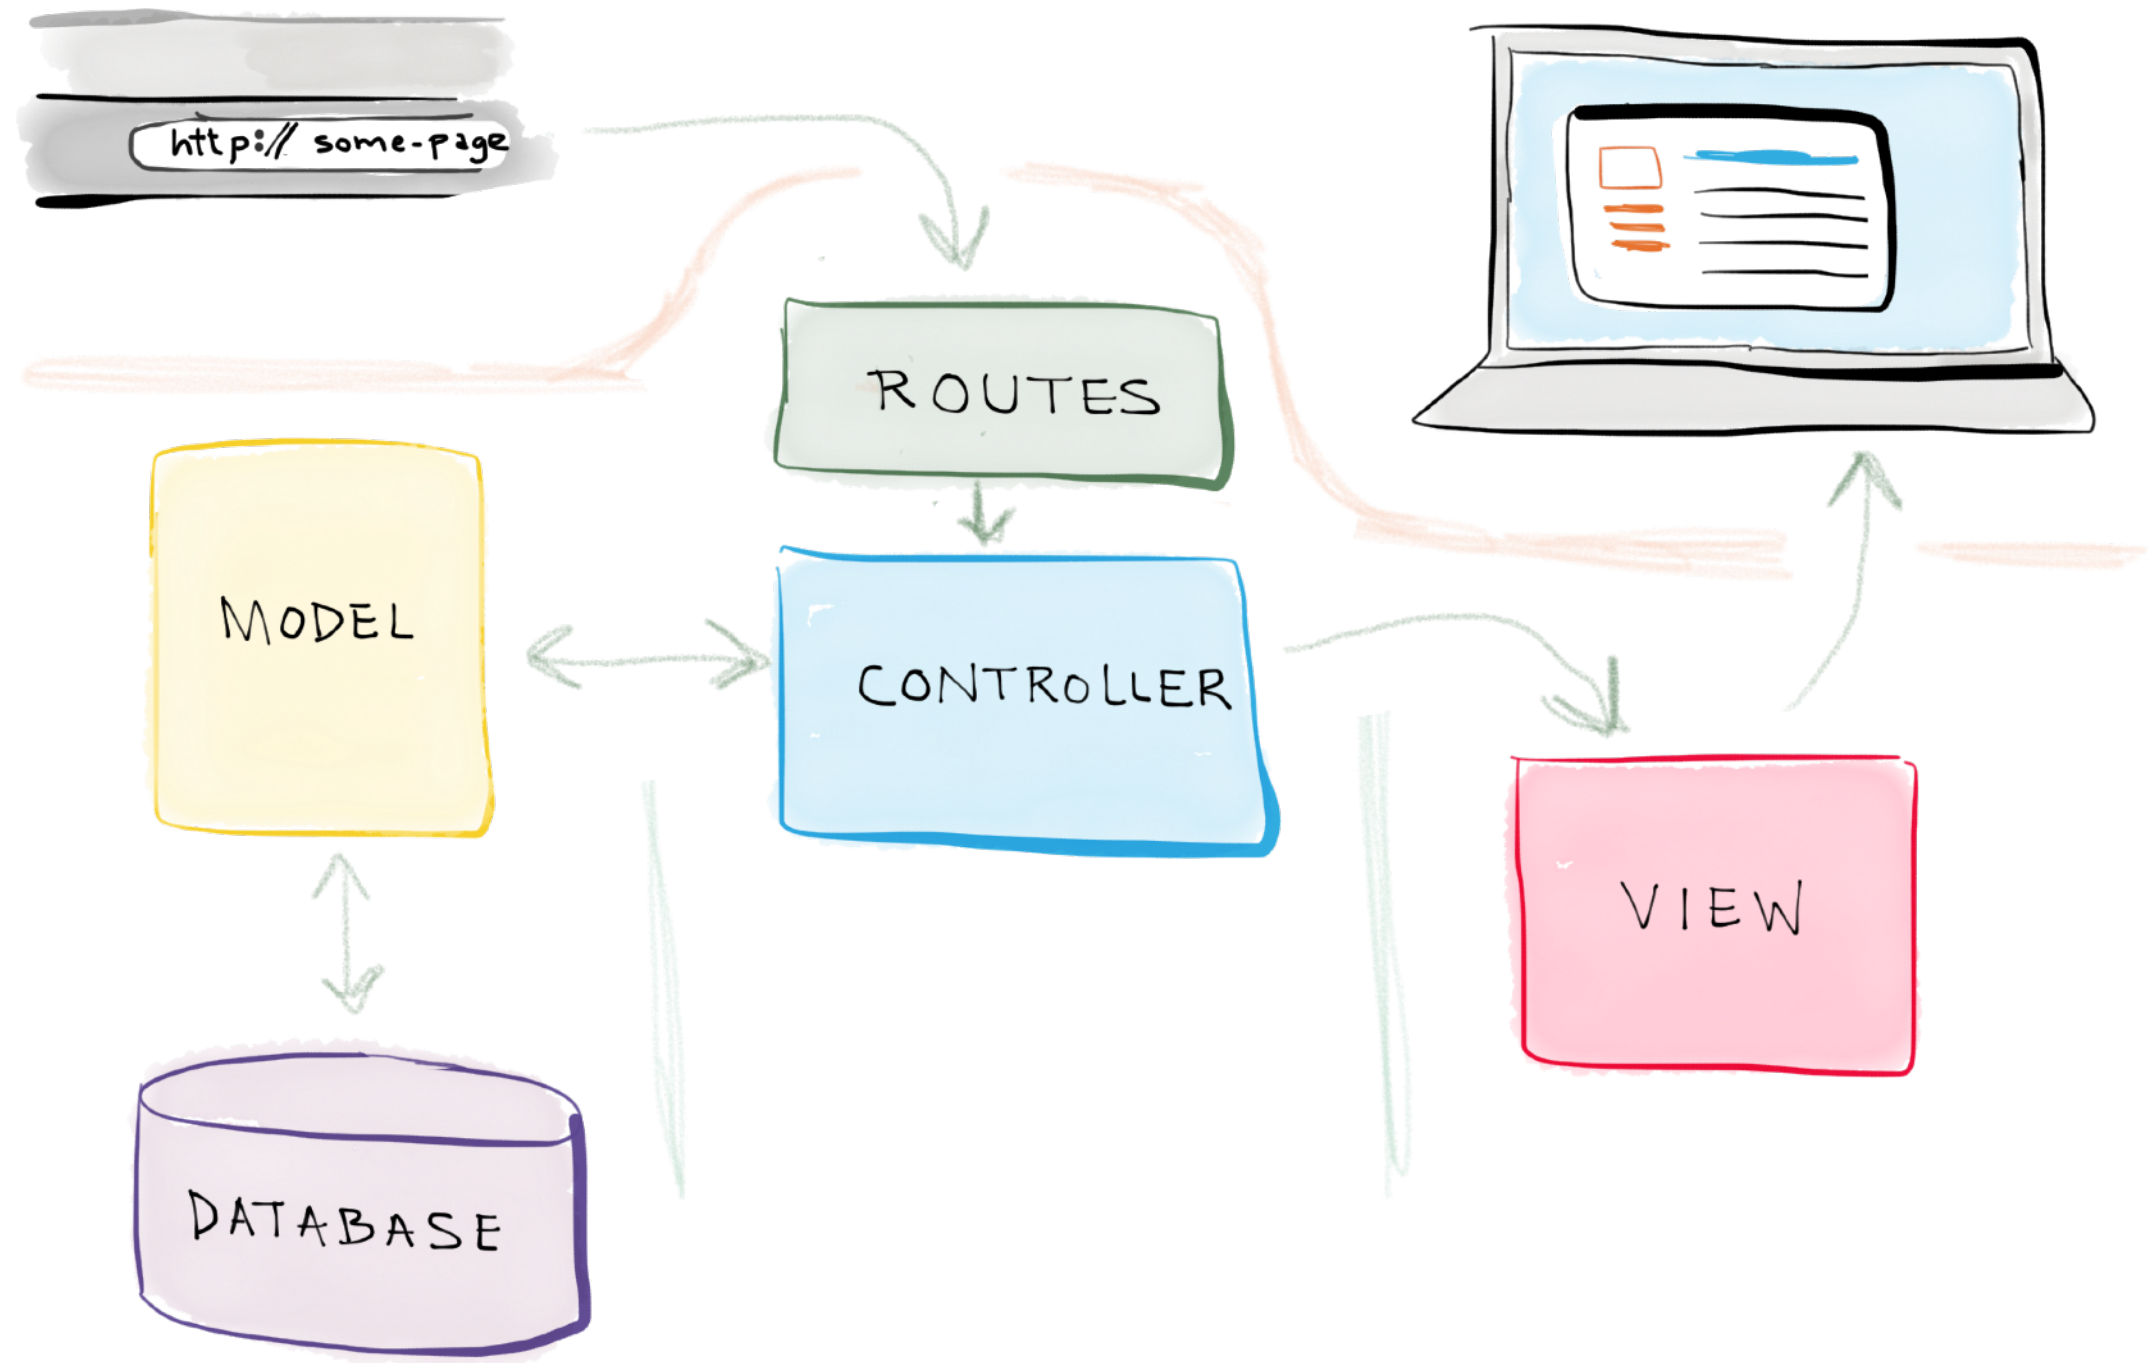 http:// some-page
ROUTES
MODEL
CONTROLLER
VIEW
DATABASE